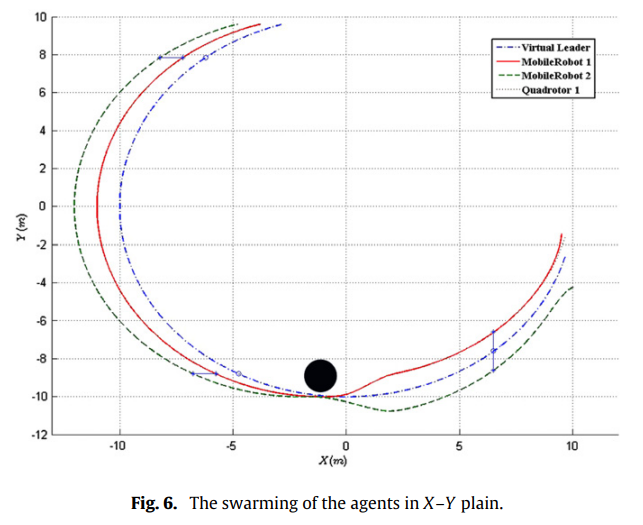 10
8
6
4
2
0
-2
-4
-6
-8
-10
-12
Y (m)
Virtual Leader
MobileRobot 1
MobileRobot 2
Quadrotor 1
-10 -5 0 5 10
X(m)
Fig. 6. The swarming of the agents in X–Y plain.